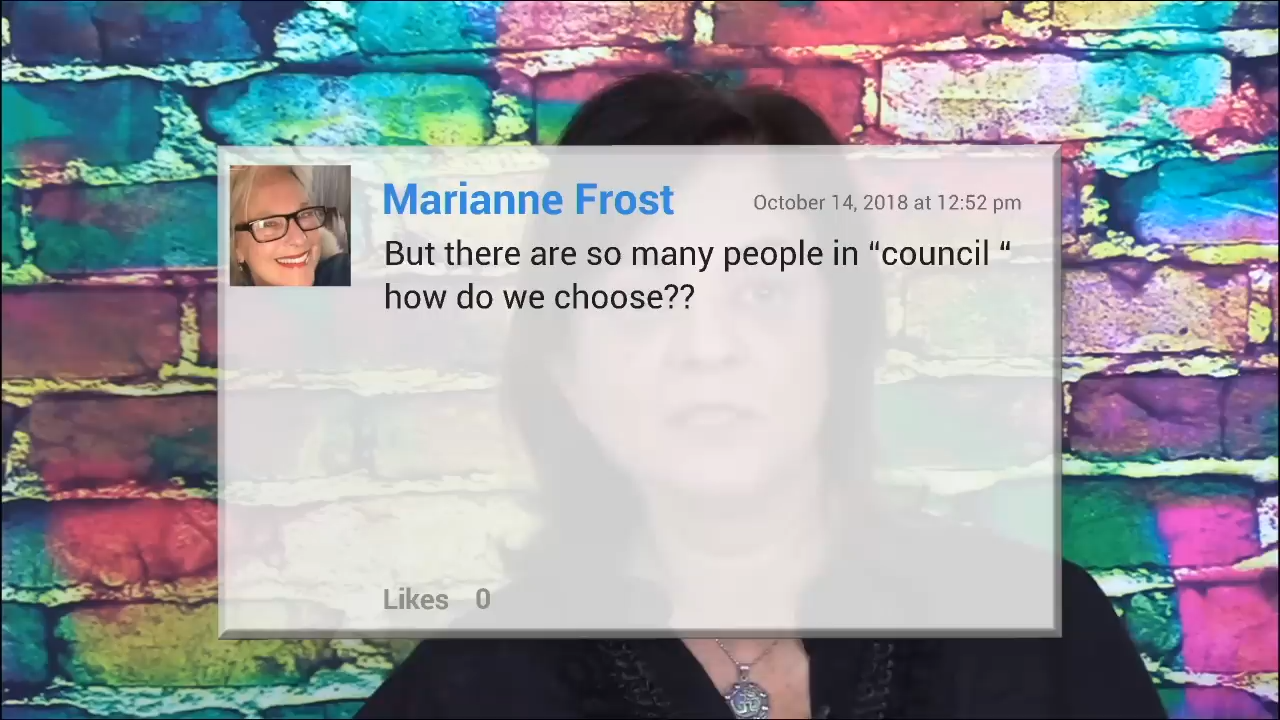 Marianne Frost
October 14, 2018 at 12:52 pm
But there are so many people in “council “
how do we choose??
Likes 0